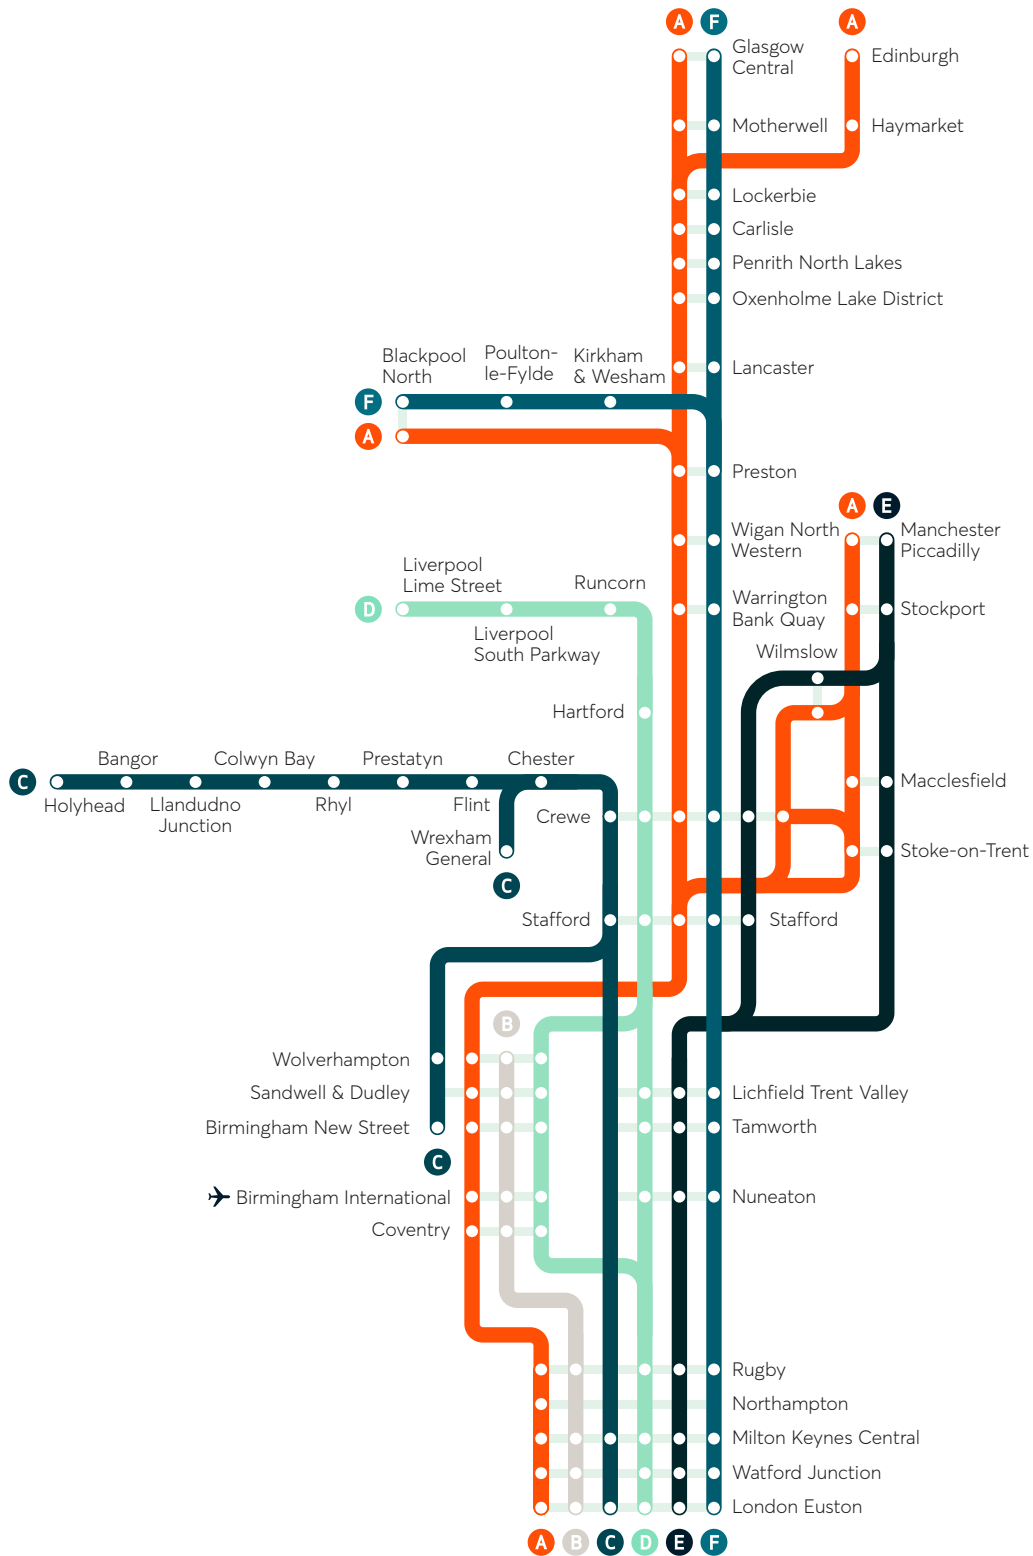 A
F
A
Glasgow
Central
Edinburgh
Motherwell
Haymarket
Lockerbie
Carlisle
Penrith North Lakes
Oxenholme Lake District
Lancaster
Blackpool
North
Poulton-
le-Fylde
Kirkham
& Wesham
F
A
Preston
A
E
Wigan North
Western
Manchester
Piccadilly
Liverpool
Lime Street
Runcorn
D
Liverpool
South Parkway
Warrington
Bank Quay
Stockport
Wilmslow
Hartford
Bangor
Colwyn Bay
Prestatyn
Chester
C
Holyhead
Llandudno
Junction
Rhyl
Flint
Macclesfield
Crewe
Wrexham
General
C
Stoke-on-Trent
Stafford
Stafford
B
Wolverhampton
Sandwell & Dudley
Lichfield Trent Valley
Birmingham New Street
Tamworth
C
Birmingham International
Nuneaton
Coventry
Rugby
Northampton
Milton Keynes Central
Watford Junction
London Euston
A
B
C
D
E
F